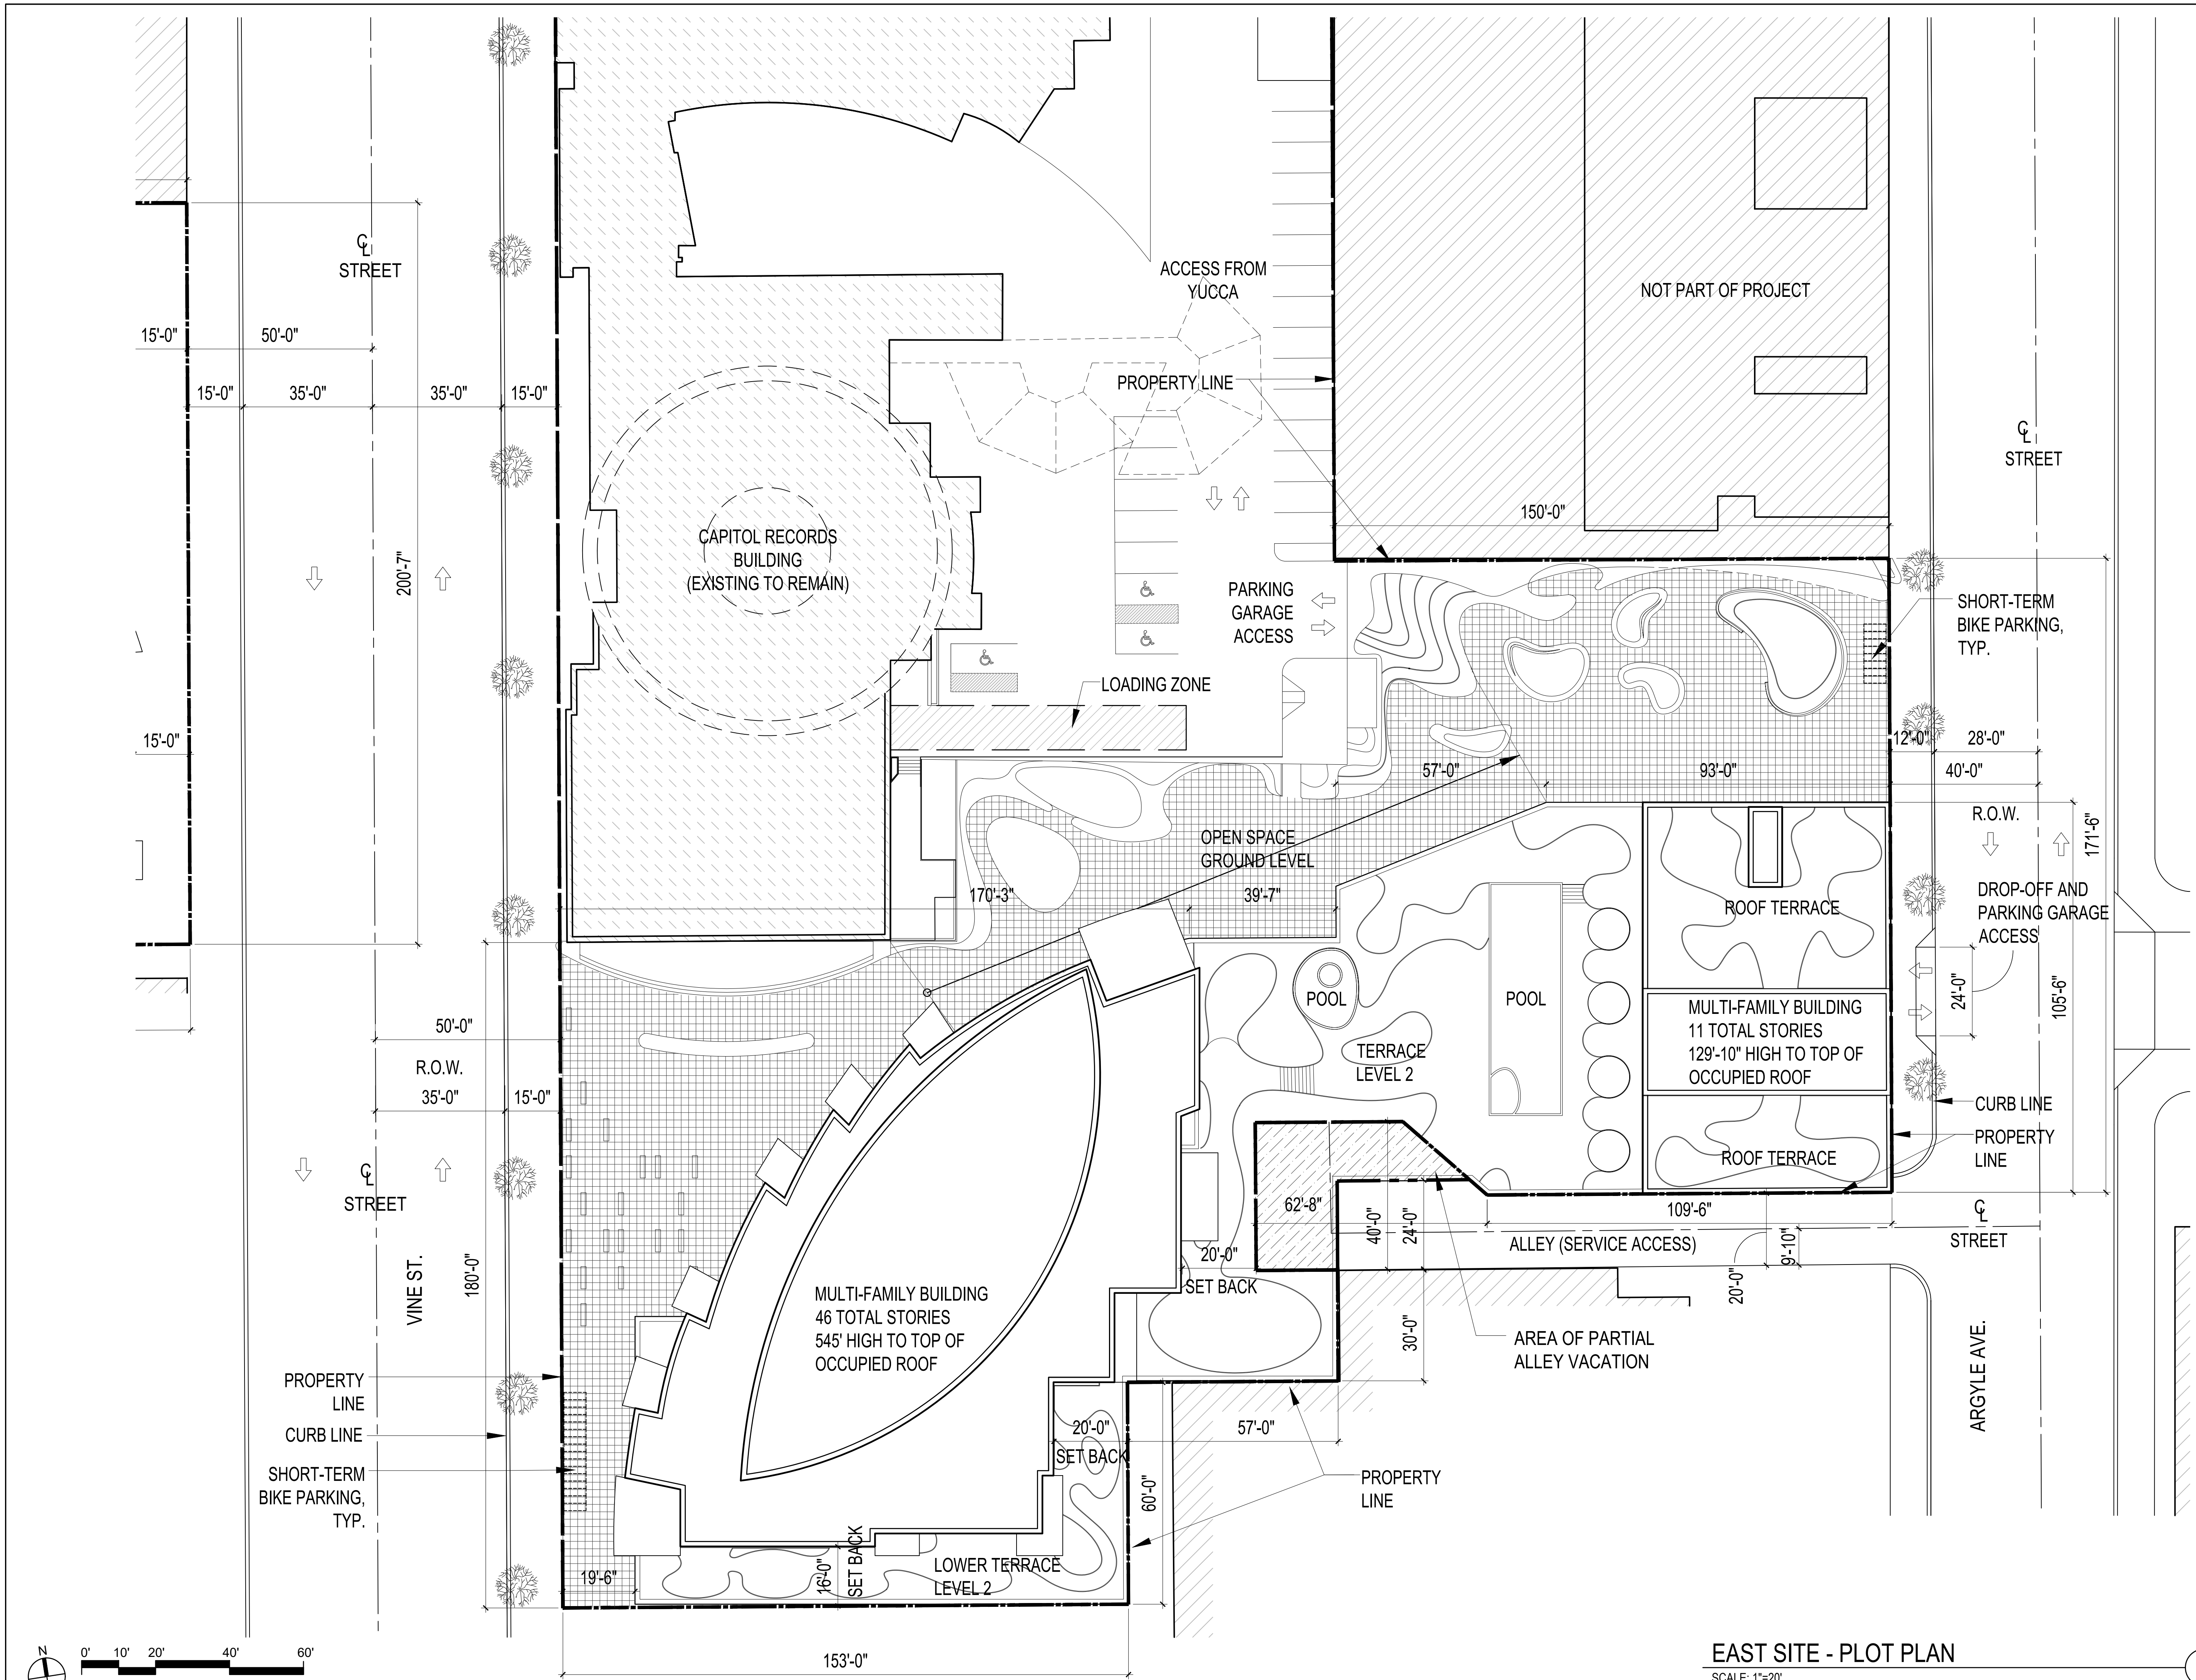 ℄
STREET
ACCESS FROM
YUCCA
NOT PART OF PROJECT
15'-0"
50'-0"
PROPERTY LINE
15'-0"
35'-0"
35'-0"
15'-0"
℄
STREET
150'-0"
200'-7"
CAPITOL RECORDS
BUILDING
(EXISTING TO REMAIN)
PARKING
GARAGE
ACCESS
SHORT-TERM
BIKE PARKING,
TYP.
LOADING ZONE
15'-0"
12'-0"
28'-0"
57'-0"
93'-0"
40'-0"
R.O.W.
171'-6"
OPEN SPACE
GROUND LEVEL
170'-3"
39'-7"
ROOF TERRACE
DROP-OFF AND
PARKING GARAGE
ACCESS
24'-0"
105'-6"
POOL
POOL
MULTI-FAMILY BUILDING
11 TOTAL STORIES
129'-10" HIGH TO TOP OF
OCCUPIED ROOF
50'-0"
R.O.W.
35'-0"
15'-0"
TERRACE
LEVEL 2
CURB LINE
PROPERTY
LINE
ROOF TERRACE
℄
STREET
62'-8"
40'-0"
24'-0"
109'-6"
℄
STREET
ALLEY (SERVICE ACCESS)
9'-10"
20'-0"
20'-0"
SET BACK
VINE ST.
180'-0"
MULTI-FAMILY BUILDING
46 TOTAL STORIES
545' HIGH TO TOP OF
OCCUPIED ROOF
30'-0"
AREA OF PARTIAL
ALLEY VACATION
ARGYLE AVE.
PROPERTY
LINE
CURB LINE
20'-0"
SET BACK
57'-0"
SHORT-TERM
BIKE PARKING,
TYP.
60'-0"
PROPERTY
LINE
19'-6"
16'-0"
SET BACK
LOWER TERRACE
LEVEL 2
N
0' 10' 20' 40' 60'
153'-0"
EAST SITE - PLOT PLAN
SCALE: 1"=20'